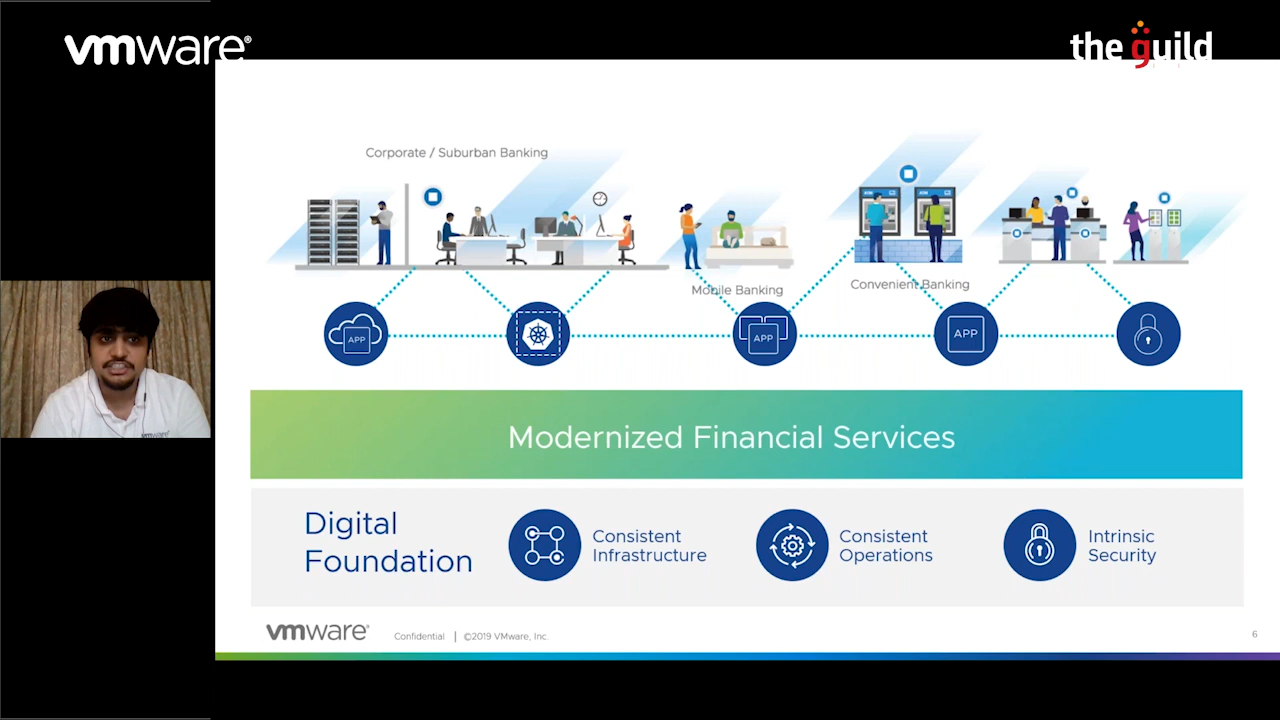 vmware®
the guild
Corporate / Suburban Banking
Mobile Banking
Convenient Banking
APP
APP
APP
Modernized Financial Services
Digital
Foundation
Consistent
Infrastructure
Consistent
Operations
Intrinsic
Security
vmware®
Confidential | ©2019 VMware, Inc.
6
vmware